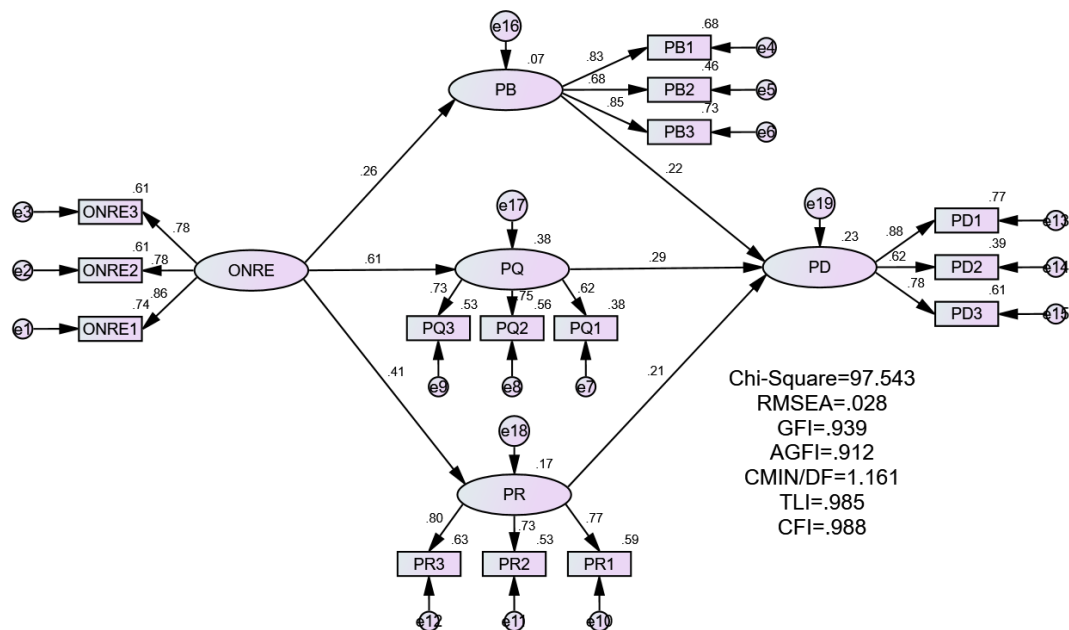 e16
.07
PB
.83
PB1
.68
e4
.68
PB2
.46
e5
.85
PB3
.73
e6
.26
.22
e3
ONRE3
.61
.78
e2
ONRE2
.61
.78
e1
ONRE1
.74
.86
ONRE
.61
e17
.38
PQ
.29
.73
.75
.62
PQ3
.53
PQ2
.56
PQ1
.38
e9
e8
e7
e19
.23
PD
.88
PD1
.77
e13
.62
PD2
.39
e14
.78
PD3
.61
e15
.41
.21
e18
.17
PR
.80
.73
.77
PR3
.63
PR2
.53
PR1
.59
e12
e11
e10
Chi-Square=97.543
RMSEA=.028
GFI=.939
AGFI=.912
CMIN/DF=1.161
TLI=.985
CFI=.988